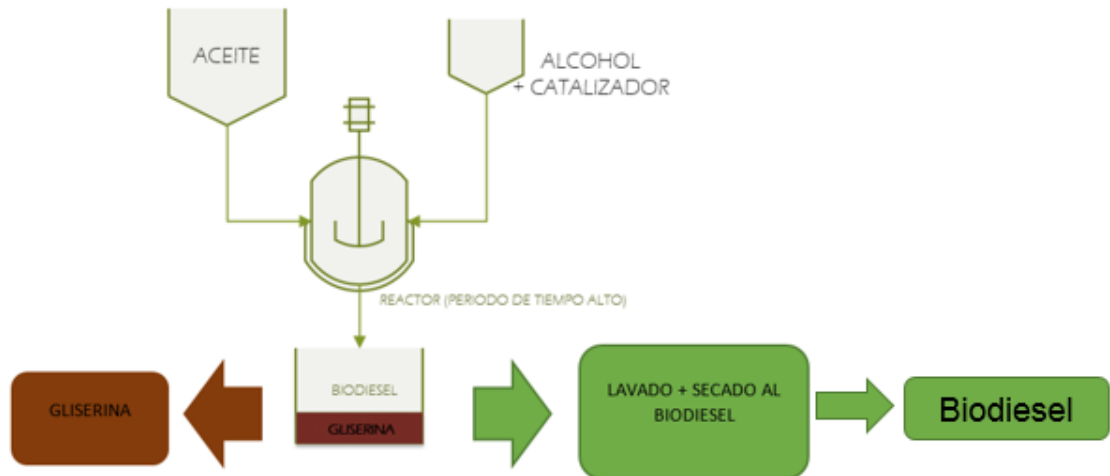 ACEITE
ALCOHOL
+ CATALIZADOR
REACTOR (PERIODO DE TIEMPO ALTO)
BIODIESEL
GLISERINA
GLISERINA
LAVADO + SECADO AL
BIODIESEL
Biodiesel